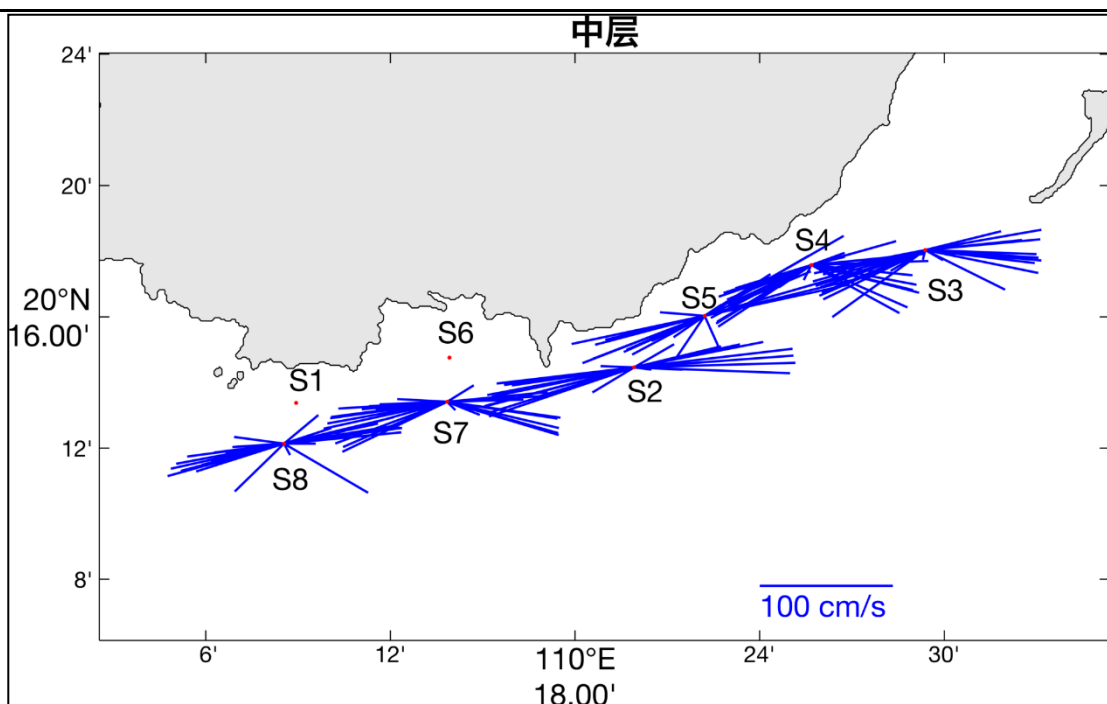 中层
24'
20'
20°N
16.00'
12'
8'
S4
S3
S5
S6
S2
S1
S7
S8
100 cm/s
6'
12'
110°E
18.00'
24'
30'